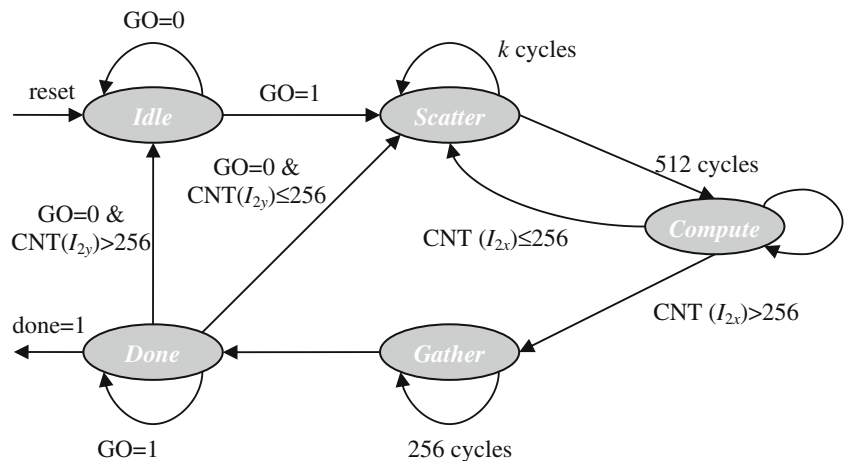 GO=0
k cycles
reset
GO=1
Idle
Scatter
GO=0 &
CNT(I2y)≤256
512 cycles
GO=0 &
CNT(I2y)>256
CNT (I2x)≤256
Compute
CNT (I2x)>256
done=1
Done
Gather
GO=1
256 cycles